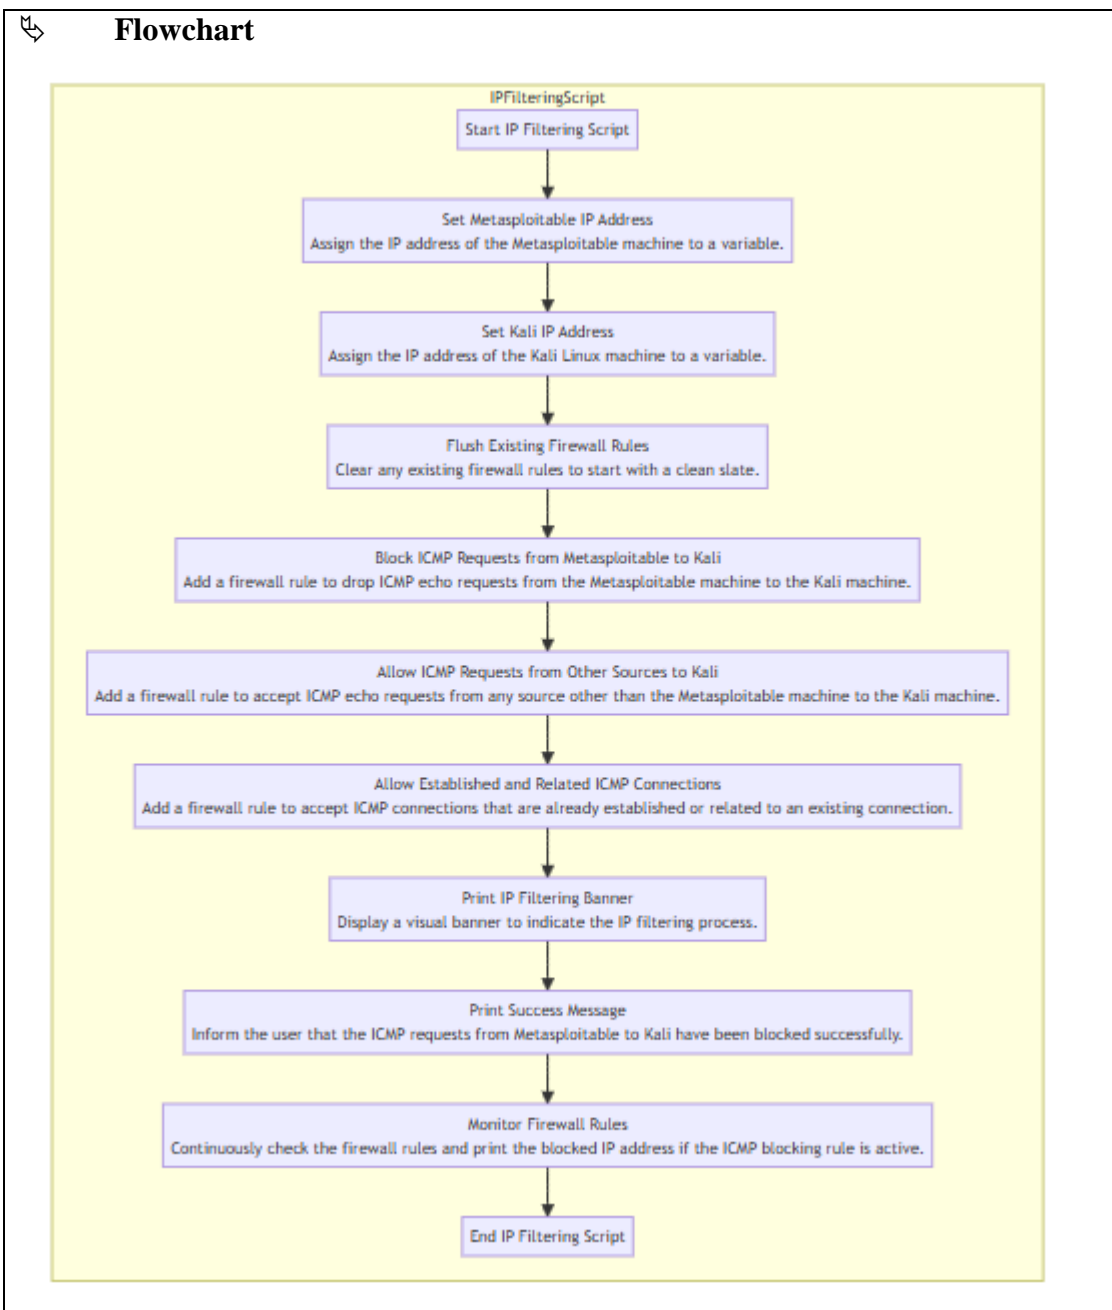 Flowchart
IPFilteringScript
Start IP Filtering Script
Set Metasploitable IP Address
Assign the IP address of the Metasploitable machine to a variable.
Set Kali IP Address
Assign the IP address of the Kali Linux machine to a variable.
Flush Existing Firewall Rules
Clear any existing firewall rules to start with a clean slate.
Block ICMP Requests from Metasploitable to Kali
Add a firewall rule to drop ICMP echo requests from the Metasploitable machine to the Kali machine.
Allow ICMP Requests from Other Sources to Kali
Add a firewall rule to accept ICMP echo requests from any source other than the Metasploitable machine to the Kali machine.
Allow Established and Related ICMP Connections
Add a firewall rule to accept ICMP connections that are already established or related to an existing connection.
Print IP Filtering Banner
Display a visual banner to indicate the IP filtering process.
Print Success Message
Inform the user that the ICMP requests from Metasploitable to Kali have been blocked successfully.
Monitor Firewall Rules
Continuously check the firewall rules and print the blocked IP address if the ICMP blocking rule is active.
End IP Filtering Script